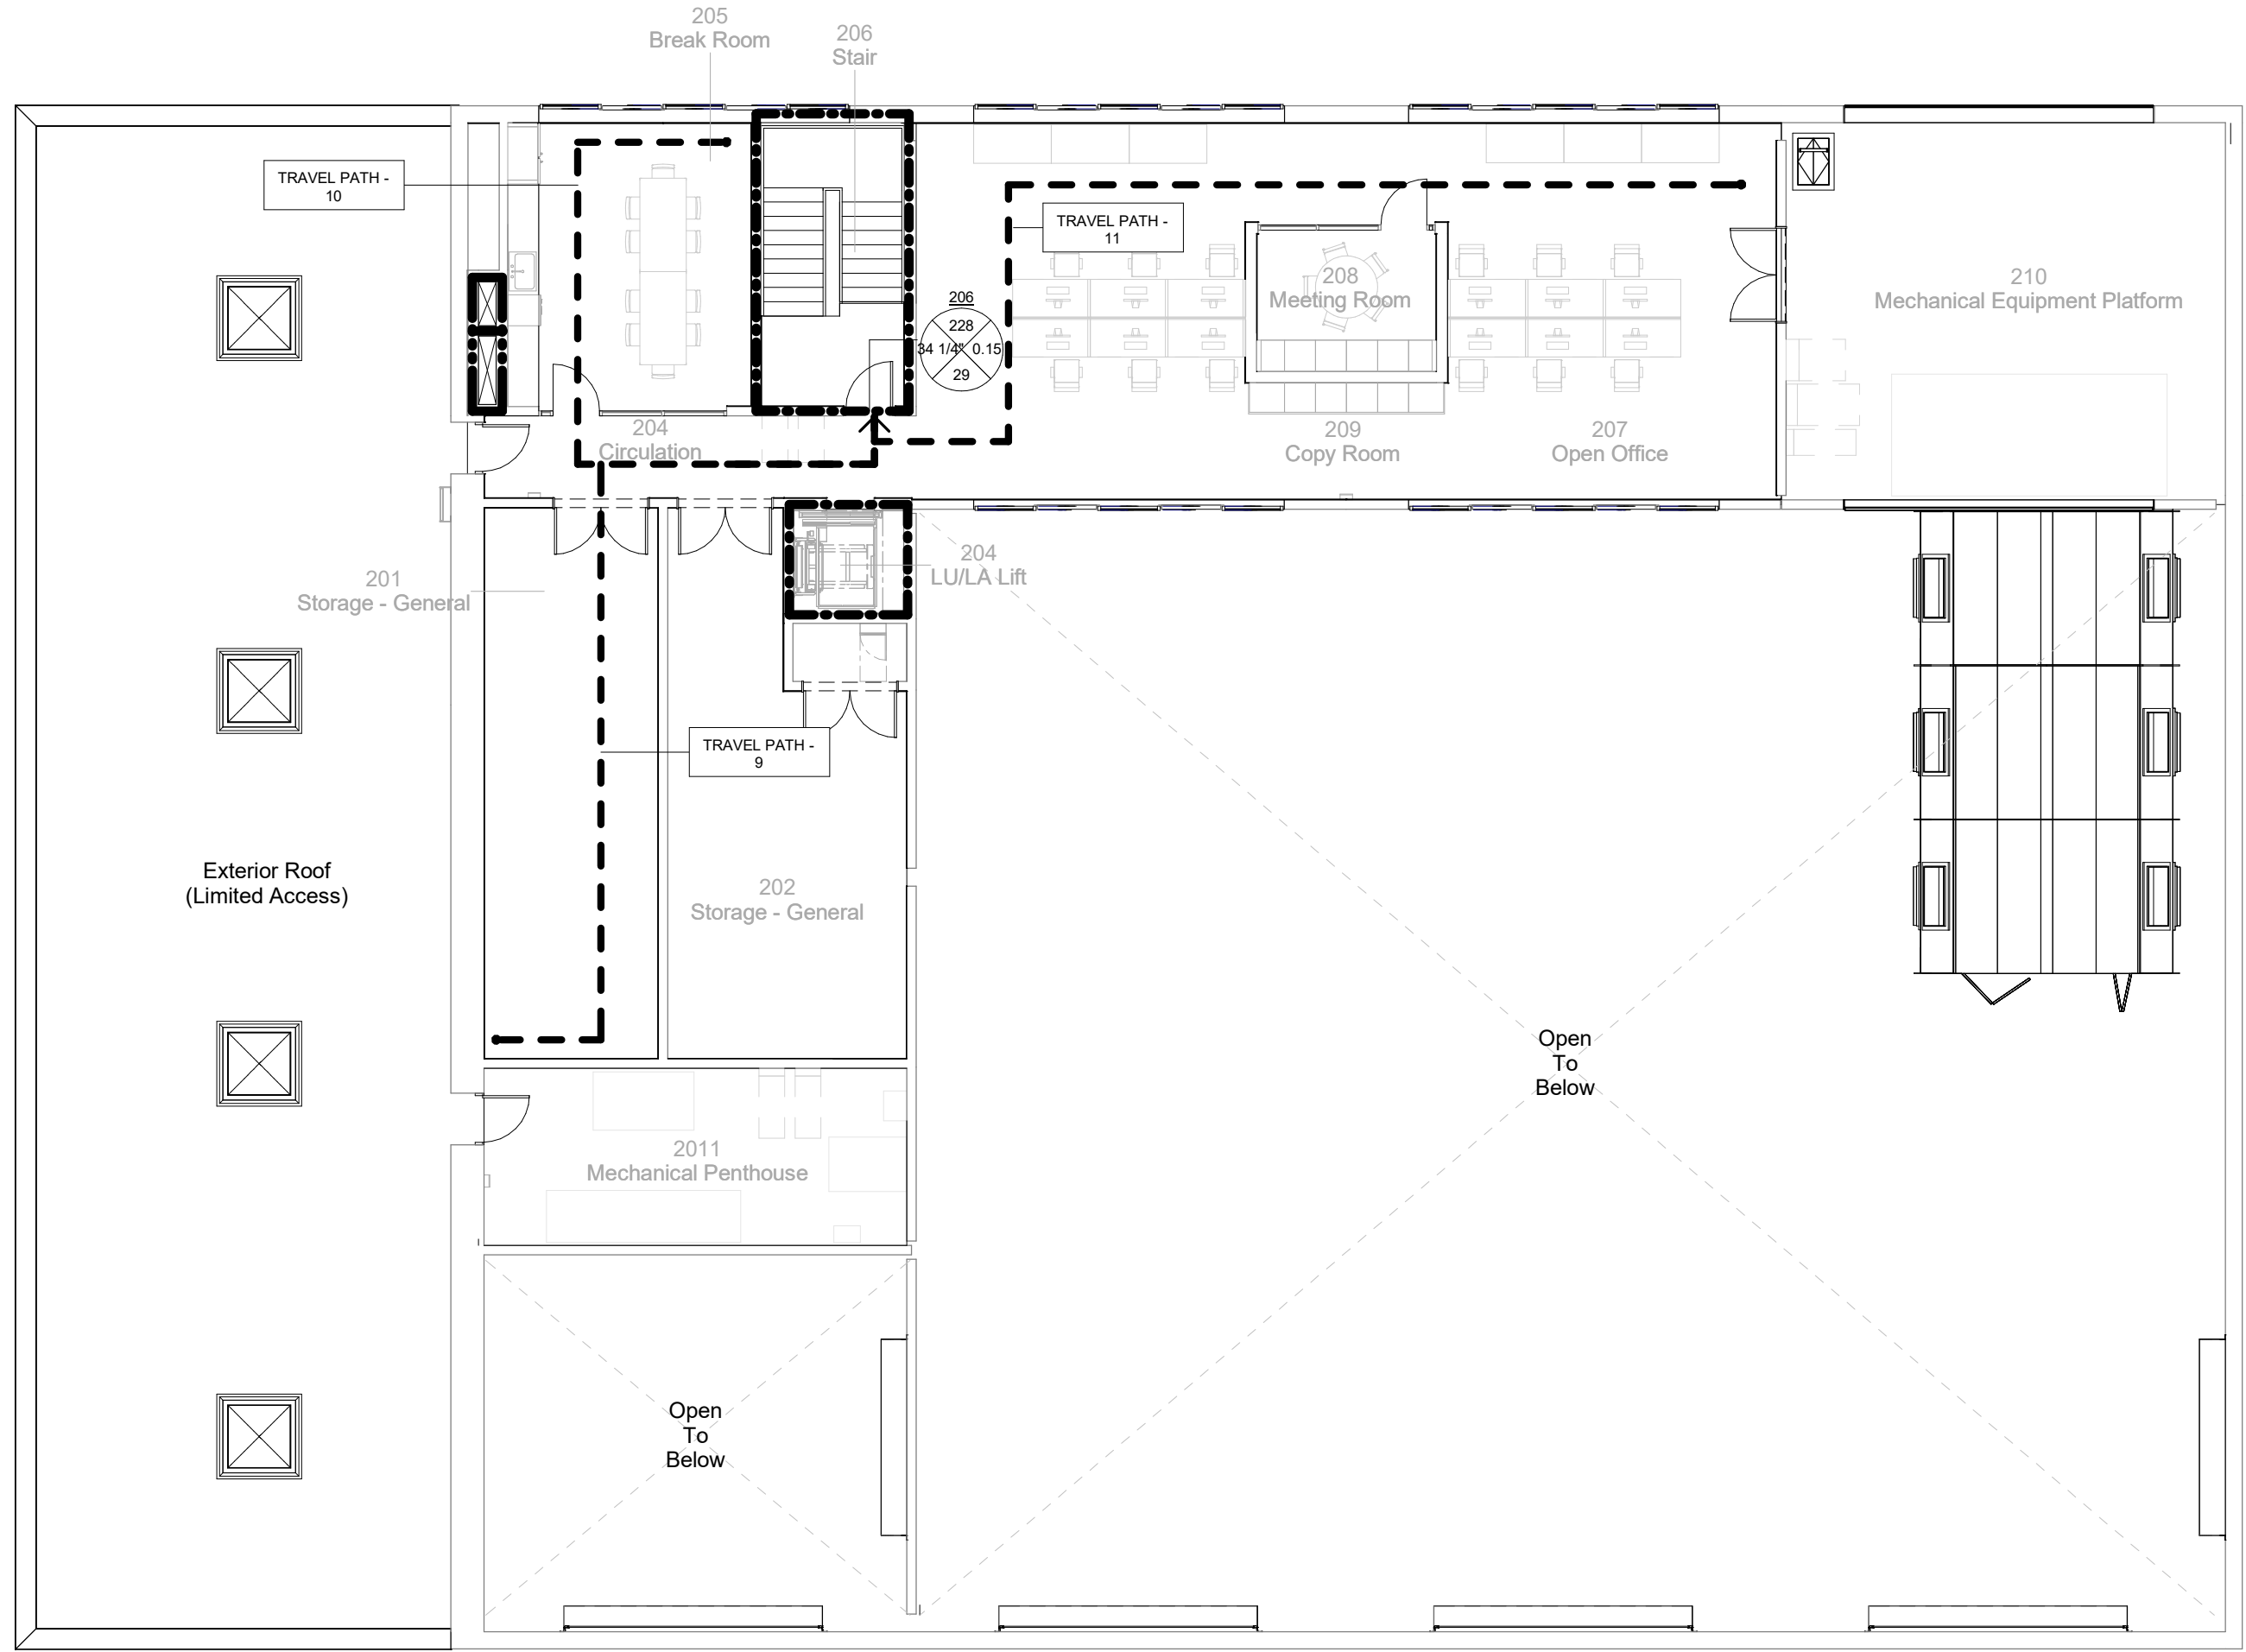 205
Break Room
206
Stair
TRAVEL PATH -
10
TRAVEL PATH -
11
206
228
34 1/4" 0.15
29
208
Meeting Room
210
Mechanical Equipment Platform
204
Circulation
209
Copy Room
207
Open Office
201
Storage - General
204
LU/LA Lift
TRAVEL PATH -
9
Exterior Roof
(Limited Access)
202
Storage - General
Open
To
Below
2011
Mechanical Penthouse
Open
To
Below